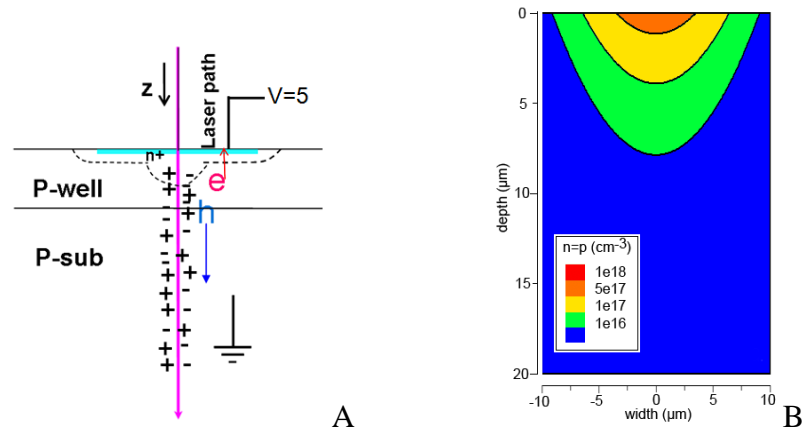 z
Laser path
V=5
n+
e
P-well
h
P-sub
+ -
+ -
- +
+ +
- -
+ +
- +
+ +
+ -
+ -
- +
+ -
+ -
A
0
5
10
15
20
depth (µm)
n=p (cm-3)
1e18
5e17
1e17
1e16
-10 -5 0 5 10
width (µm)
B